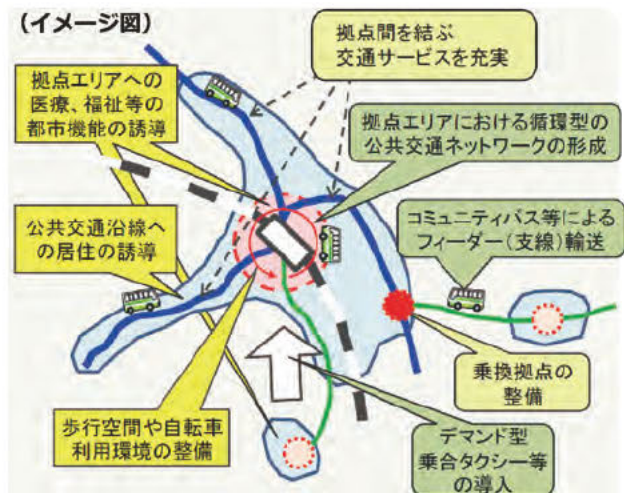 (イメージ図)
拠点間を結ぶ
交通サービスを充実
拠点エリアへの
医療、福祉等の
都市機能の誘導
拠点エリアにおける循環型の
公共交通ネットワークの形成
公共交通沿線へ
の居住の誘導
コミュニティバス等による
フィーダー(支線)輸送
乗換拠点の
整備
歩行空間や自転車
利用環境の整備
デマンド型
乗合タクシー等
の導入